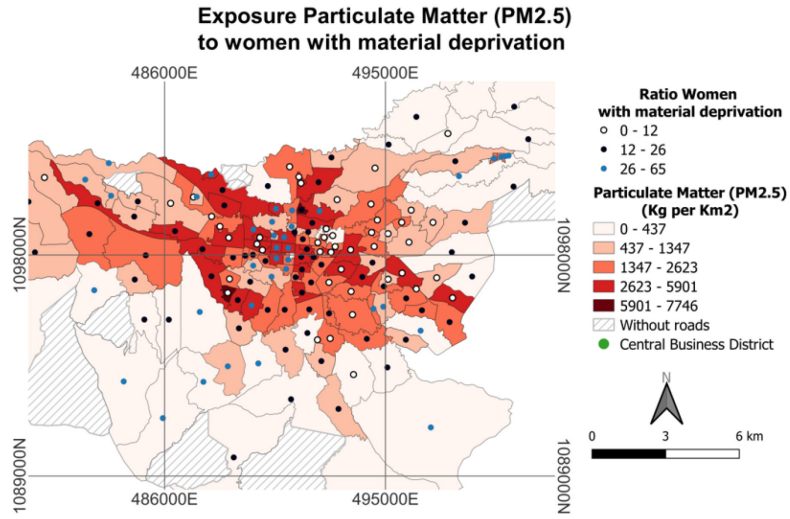 Exposure Particulate Matter (PM2.5)
to women with material deprivation
486000E
495000E
1098000N
1098000N
1089000N
1089000N
486000E
495000E
Ratio Women
with material deprivation
0 - 12
12 - 26
26 - 65
Particulate Matter (PM2.5)
(Kg per Km2)
0 - 437
437 - 1347
1347 - 2623
2623 - 5901
5901 - 7746
Without roads
Central Business District
N
0 3 6 km